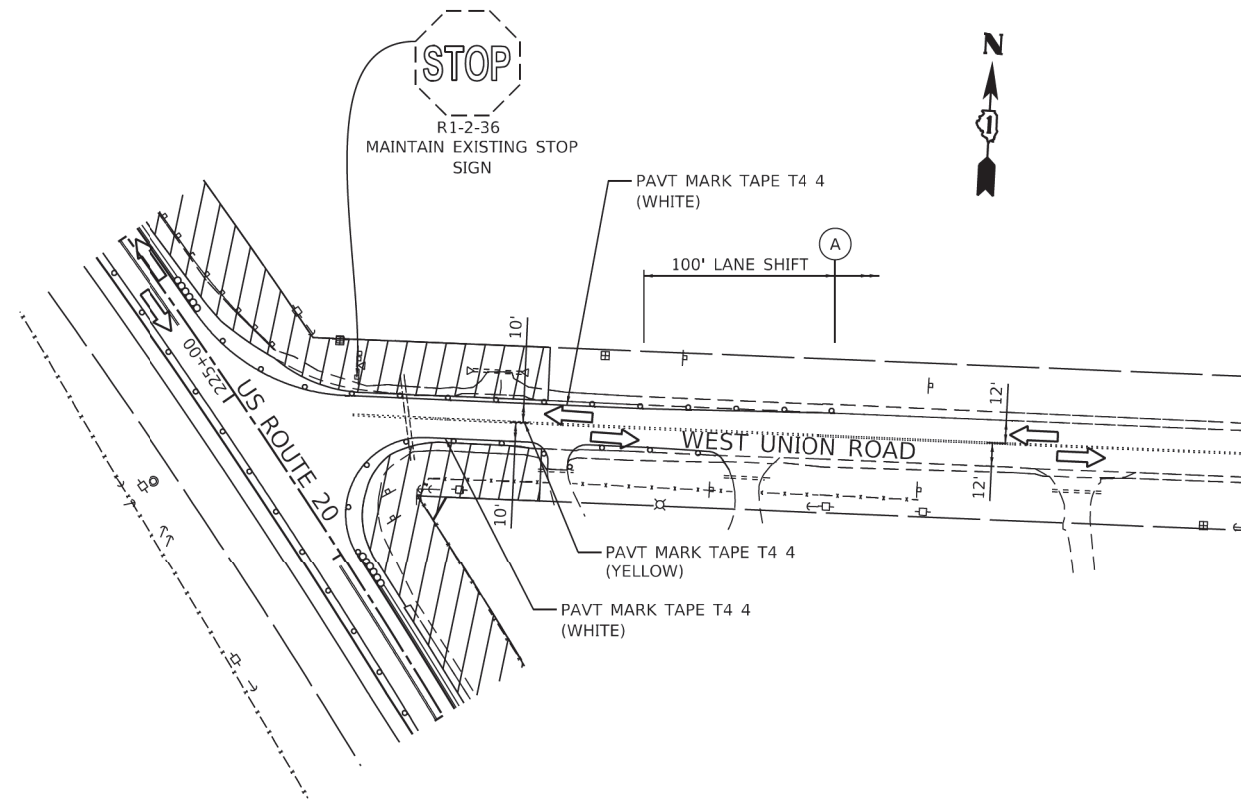 STOP
R1-2-36
MAINTAIN EXISTING STOP
SIGN
N
1
PAVT MARK TAPE T4 4
(WHITE)
A
100' LANE SHIFT
10'
12'
225+00
US ROUTE 20
WEST UNION ROAD
10'
12'
PAVT MARK TAPE T4 4
(YELLOW)
PAVT MARK TAPE T4 4
(WHITE)